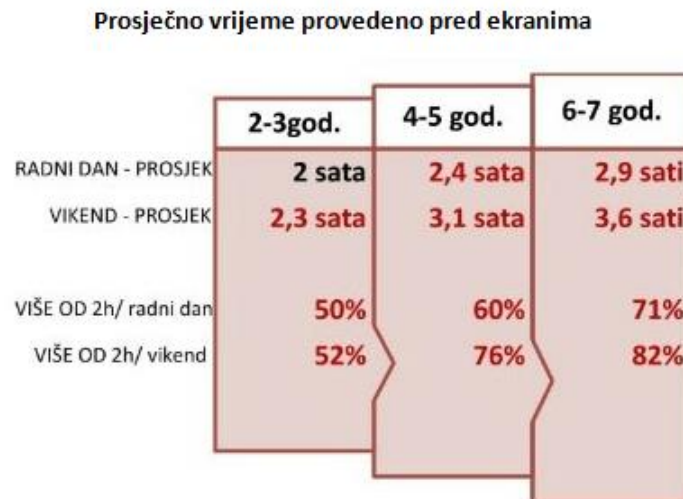 Prosječno vrijeme provedeno pred ekranima
2-3god. 4-5 god. 6-7 god.
RADNI DAN - PROSJEK 2 sata 2,4 sata 2,9 sati
VIKEND - PROSJEK 2,3 sata 3,1 sata 3,6 sati
VIŠE OD 2h/ radni dan 50% 60% 71%
VIŠE OD 2h/ vikend 52% 76% 82%